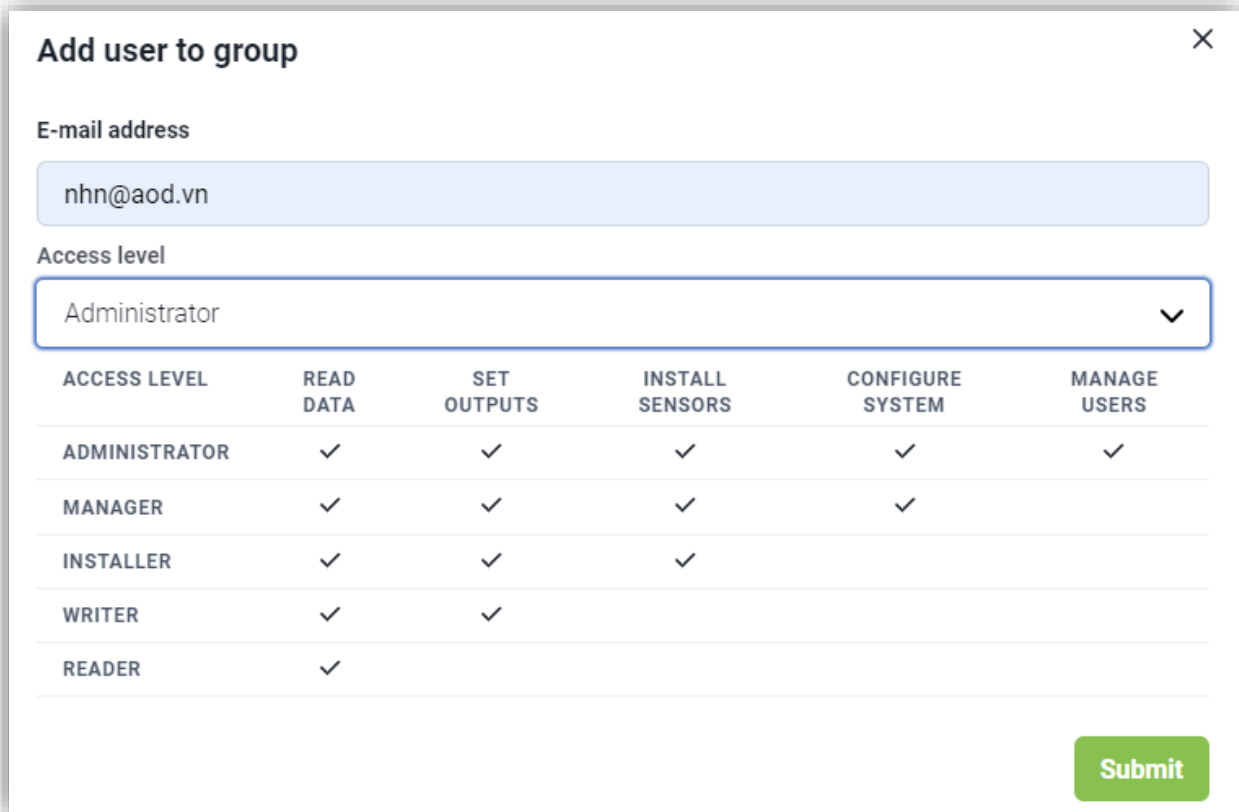 Add user to group
E-mail address
nhn@aod.vn
Access level
Administrator
ACCESS LEVEL READ DATA SET OUTPUTS INSTALL SENSORS CONFIGURE SYSTEM MANAGE USERS
ADMINISTRATOR ✓ ✓ ✓ ✓ ✓
MANAGER ✓ ✓ ✓ ✓
INSTALLER ✓ ✓ ✓
WRITER ✓ ✓
READER ✓
Submit